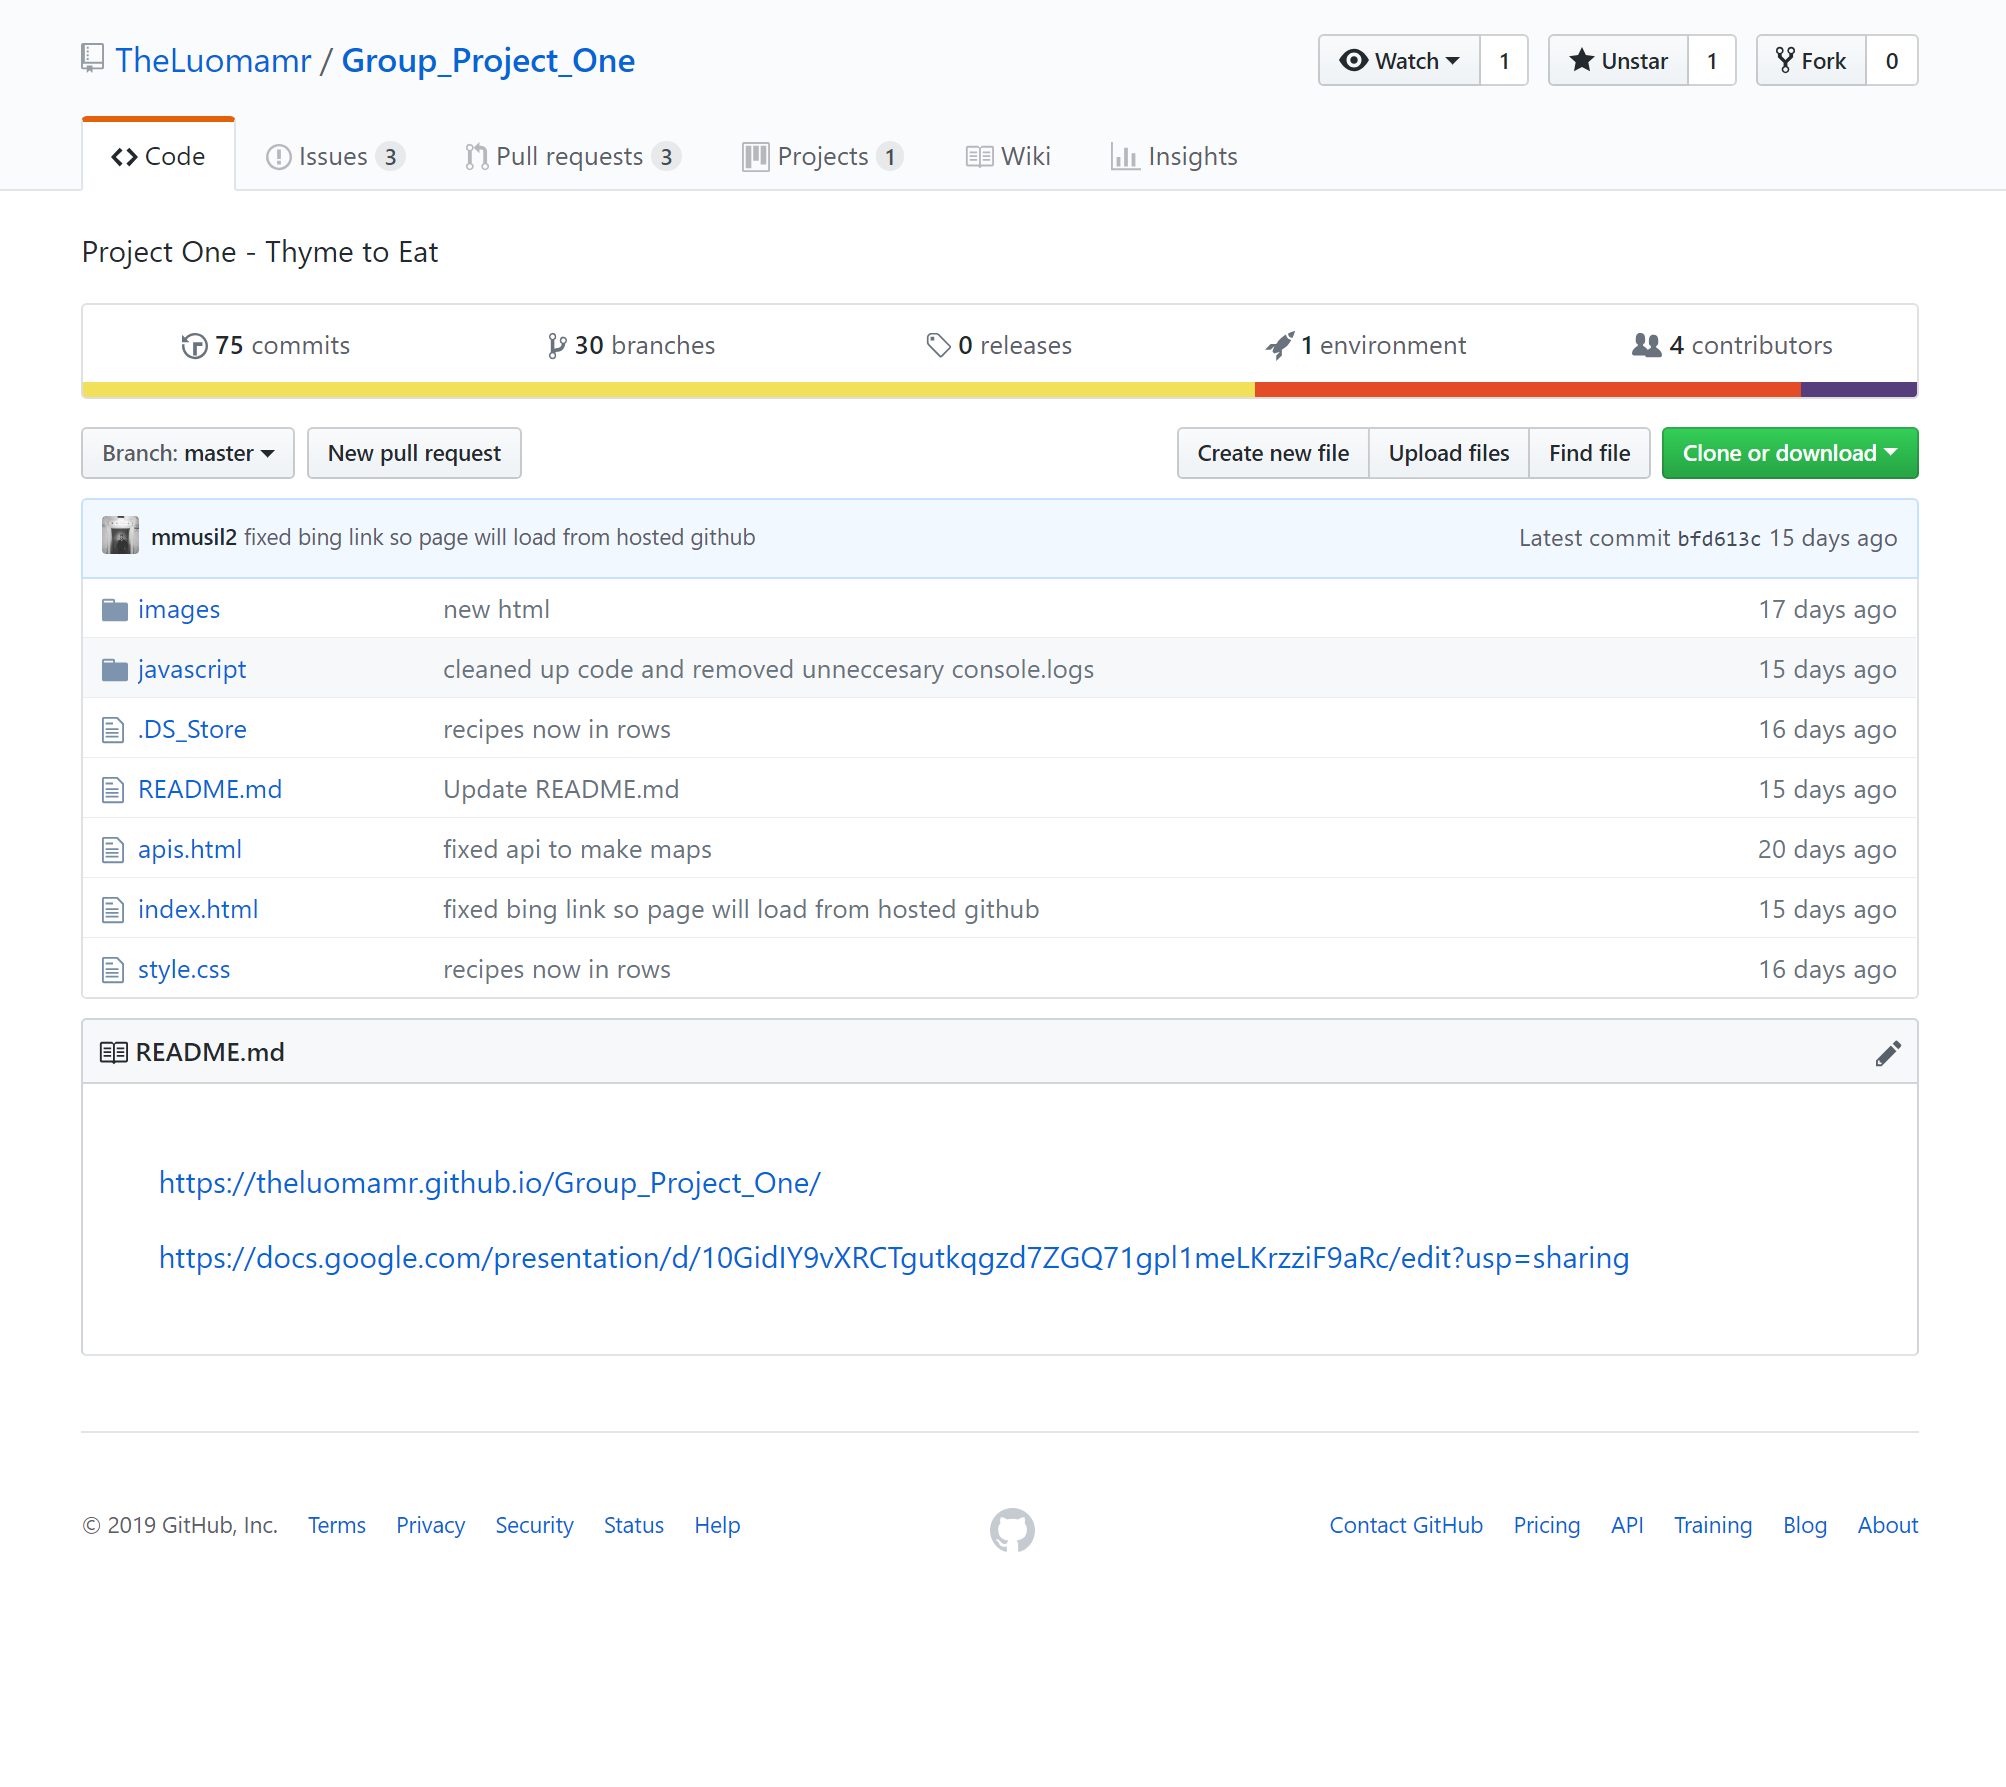 TheLuomamr / Group_Project_One
Watch 1 Unstar 1 Fork 0
Code Issues 3 Pull requests 3 Projects 1 Wiki Insights
Project One - Thyme to Eat
75 commits 30 branches 0 releases 1 environment 4 contributors
Branch: master New pull request Create new file Upload files Find file Clone or download
mmusil2 fixed bing link so page will load from hosted github Latest commit bfd613c 15 days ago
images new html 17 days ago
javascript cleaned up code and removed unneccesary console.logs 15 days ago
.DS_Store recipes now in rows 16 days ago
README.md Update README.md 15 days ago
apis.html fixed api to make maps 20 days ago
index.html fixed bing link so page will load from hosted github 15 days ago
style.css recipes now in rows 16 days ago
README.md
https://theluomamr.github.io/Group_Project_One/
https://docs.google.com/presentation/d/10GidIY9vXRCTgutkqgzd7ZGQ71gpl1meLKrzziF9aRc/edit?usp=sharing
© 2019 GitHub, Inc. Terms Privacy Security Status Help Contact GitHub Pricing API Training Blog About